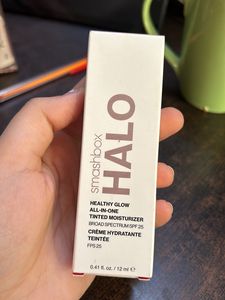 smashbox
HALO
HEALTHY GLOW
ALL-IN-ONE
TINTED MOISTURIZER
BROAD SPECTRUM SPF 25
CRÈME HYDRATANTE
TEINTÉE
FPS 25
0.41 fl. oz. / 12 ml ℮